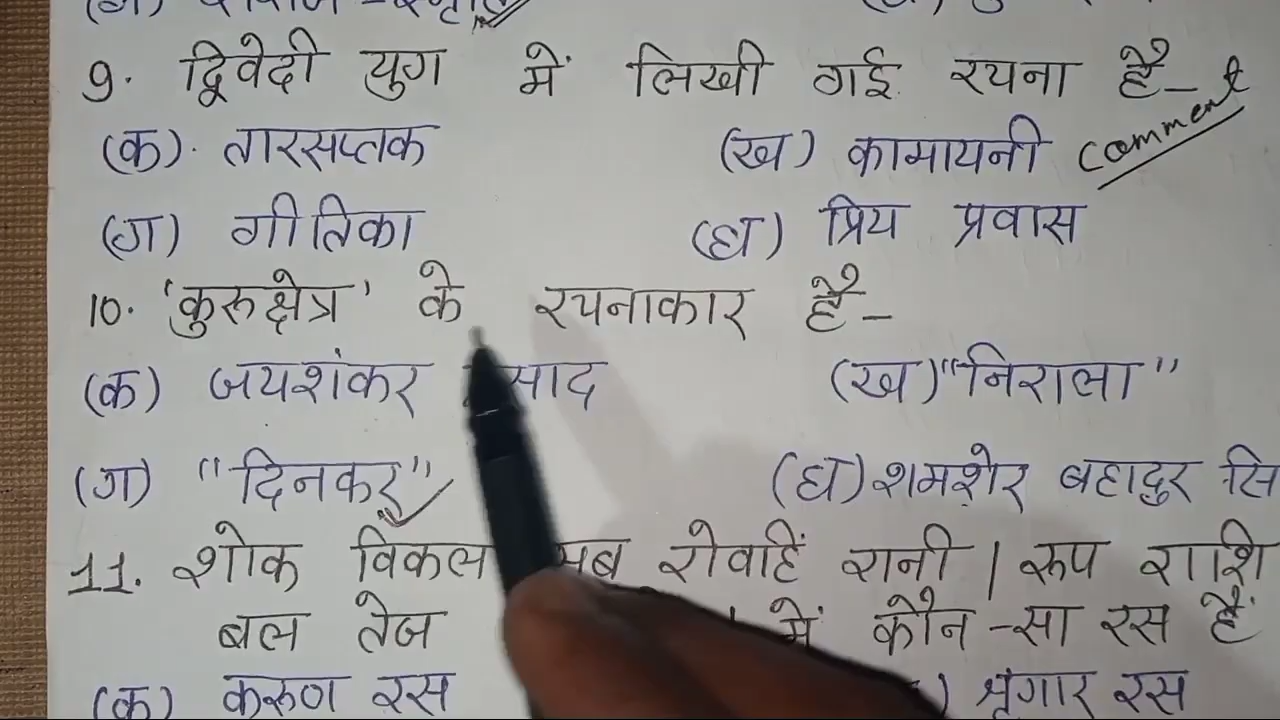 9. द्विवेदी युग में लिखी गई रचना है-
comment
(क). तारसप्तक (ख) कामायनी
(ग) गीतिका (घ) प्रिय प्रवास
10. 'कुरुक्षेत्र' के रचनाकार है-
(क) जयशंकर (ख) "निराला"
(ग) "दिनकर" (घ) शमशेर बहादुर सि
11. शोक विकल सब रोवहिं रानी । रूप राशि
बल तेज में कौन-सा रस है
(क) करुण रस श्रृंगार रस